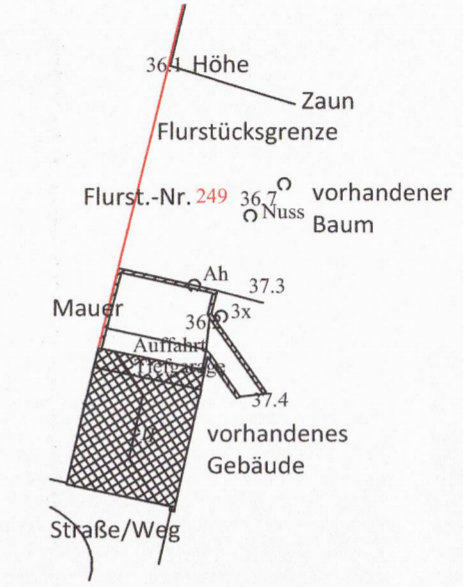 36.1 Höhe
Zaun
Flurstücksgrenze
Flurst.-Nr. 249 36.7 vorhandener
Nuss Baum
Ah
37.3
Mauer
3x
Auffahrt
Tiefgarage
37.4
vorhandenes
Gebäude
Straße/Weg